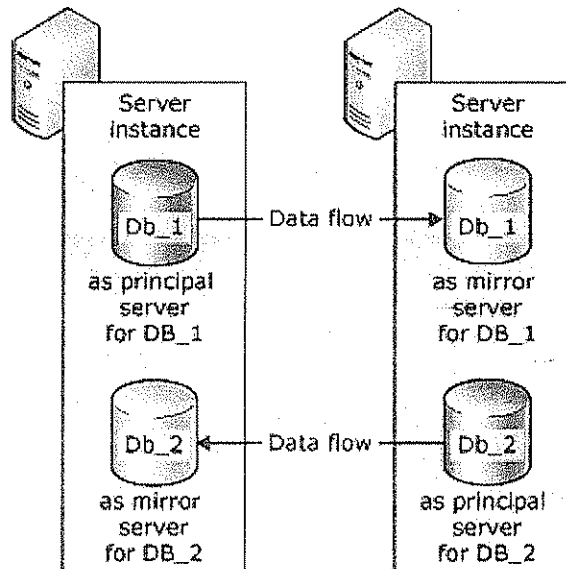 Server
instance
Server
instance
Db_1
Data flow
Db_1
as principal
server
for DB_1
as mirror
server
for DB_1
Db_2
Data flow
Db_2
as mirror
server
for DB_2
as principal
server
for DB_2